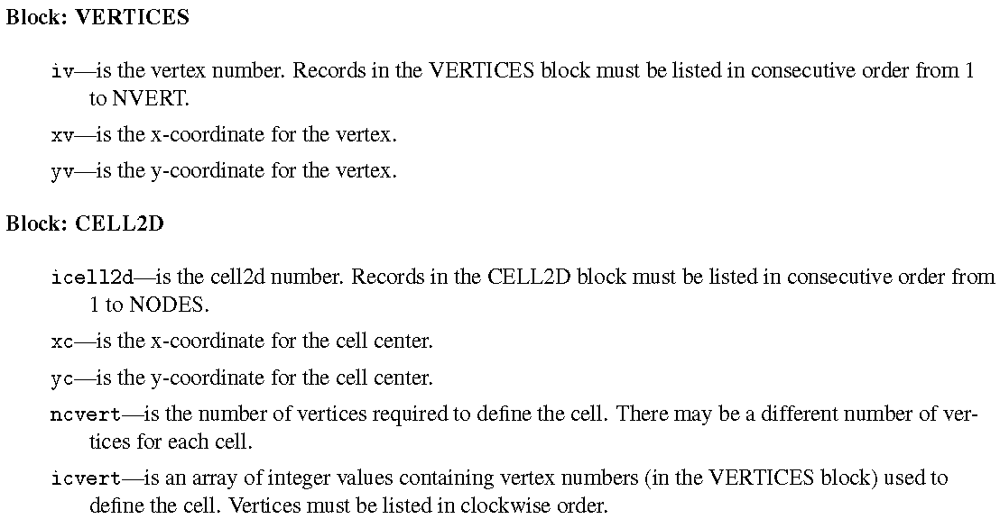 Block: VERTICES
iv—is the vertex number. Records in the VERTICES block must be listed in consecutive order from 1
to NVERT.
xv—is the x-coordinate for the vertex.
yv—is the y-coordinate for the vertex.
Block: CELL2D
icell2d—is the cell2d number. Records in the CELL2D block must be listed in consecutive order from
1 to NODES.
xc—is the x-coordinate for the cell center.
yc—is the y-coordinate for the cell center.
ncvert—is the number of vertices required to define the cell. There may be a different number of ver-
tices for each cell.
icvert—is an array of integer values containing vertex numbers (in the VERTICES block) used to
define the cell. Vertices must be listed in clockwise order.